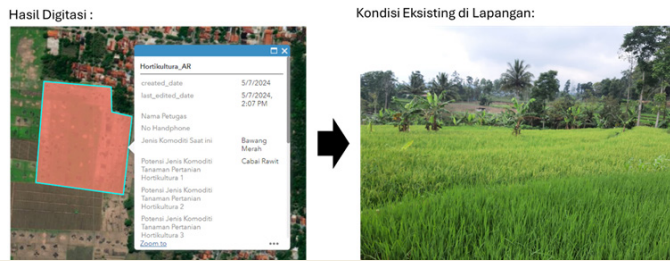 Hasil Digitasi :
Kondisi Eksisting di Lapangan:
Hortikultura_AR
created_date 5/7/2024
last_edited_date 5/7/2024,
2:07 PM
Nama Petugas
No Handphone
Jenis Komoditi Saat ini Bawang
Merah
Potensi Jenis Komoditi Cabai Rawit
Tanaman Pertanian
Hortikultura 1
Potensi Jenis Komoditi
Tanaman Pertanian
Hortikultura 2
Potensi Jenis Komoditi
Tanaman Pertanian
Hortikultura 3
Zoom to